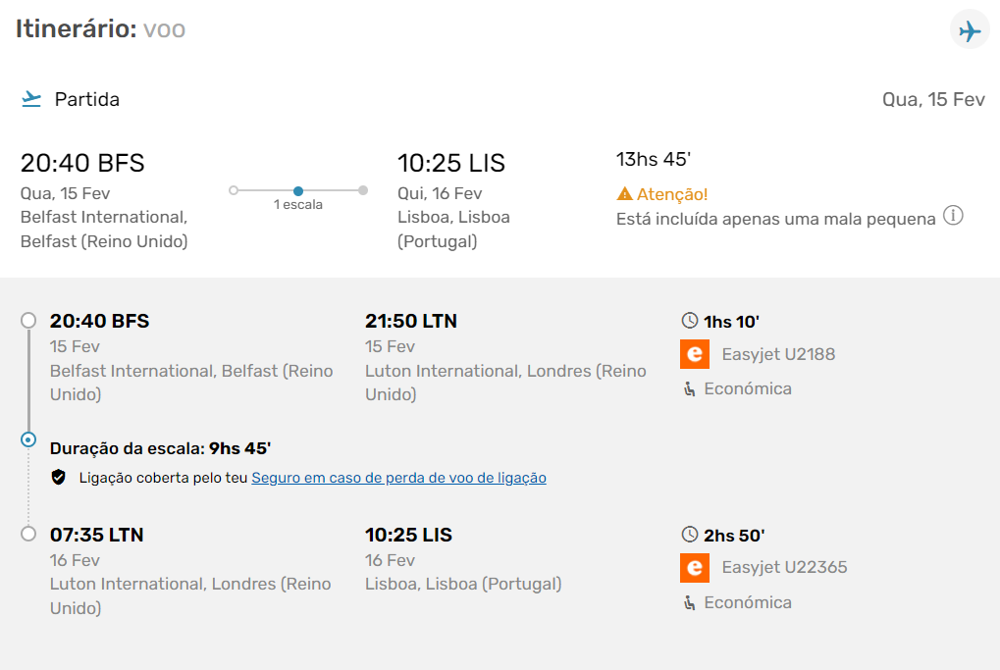 Itinerário: voo
Partida
Qua, 15 Fev
20:40 BFS
Qua, 15 Fev
Belfast International,
Belfast (Reino Unido)
1 escala
10:25 LIS
Qui, 16 Fev
Lisboa, Lisboa
(Portugal)
13hs 45'
Atenção!
Está incluída apenas uma mala pequena
20:40 BFS
15 Fev
Belfast International, Belfast (Reino
Unido)
21:50 LTN
15 Fev
Luton International, Londres (Reino
Unido)
1hs 10'
e
Easyjet U2188
Económica
Duração da escala: 9hs 45'
Ligação coberta pelo teu Seguro em caso de perda de voo de ligação
07:35 LTN
16 Fev
Luton International, Londres (Reino
Unido)
10:25 LIS
16 Fev
Lisboa, Lisboa (Portugal)
2hs 50'
e
Easyjet U22365
Económica